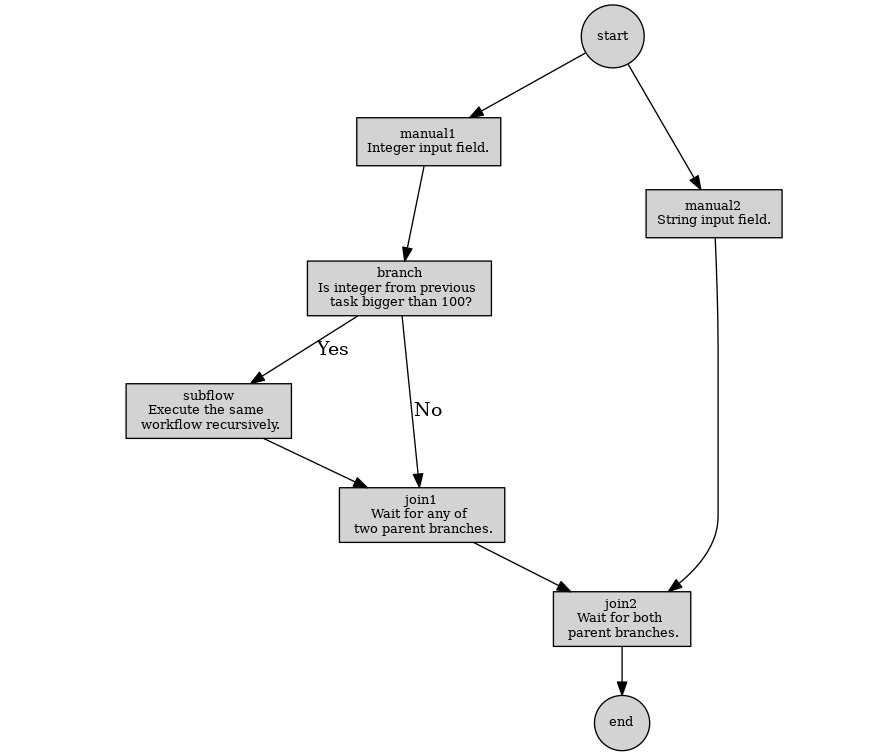 start
manual1
Integer input field.
manual2
String input field.
branch
Is integer from previous
task bigger than 100?
Yes
subflow
Execute the same
workflow recursively.
No
join1
Wait for any of
two parent branches.
join2
Wait for both
parent branches.
end